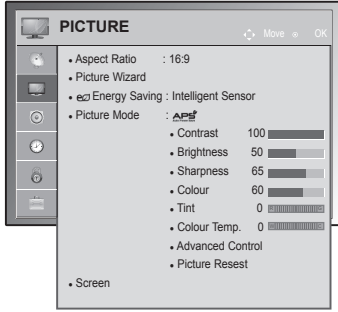 PICTURE
Move OK
• Aspect Ratio : 16:9
• Picture Wizard
• Energy Saving : Intelligent Sensor
• Picture Mode : APS
• Contrast 100
• Brightness 50
• Sharpness 65
• Colour 60
• Tint 0
• Colour Temp. 0
• Advanced Control
• Picture Resest
• Screen